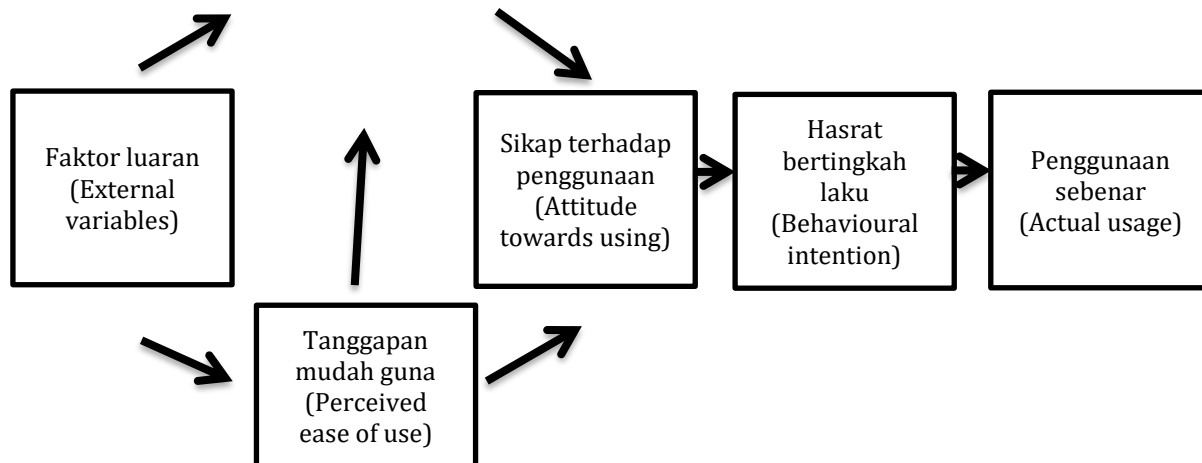 Faktor luaran
(External
variables)
Tanggapan
mudah guna
(Perceived
ease of use)
Sikap terhadap
penggunaan
(Attitude
towards using)
Hasrat
bertingkah
laku
(Behavioural
intention)
Penggunaan
sebenar
(Actual usage)